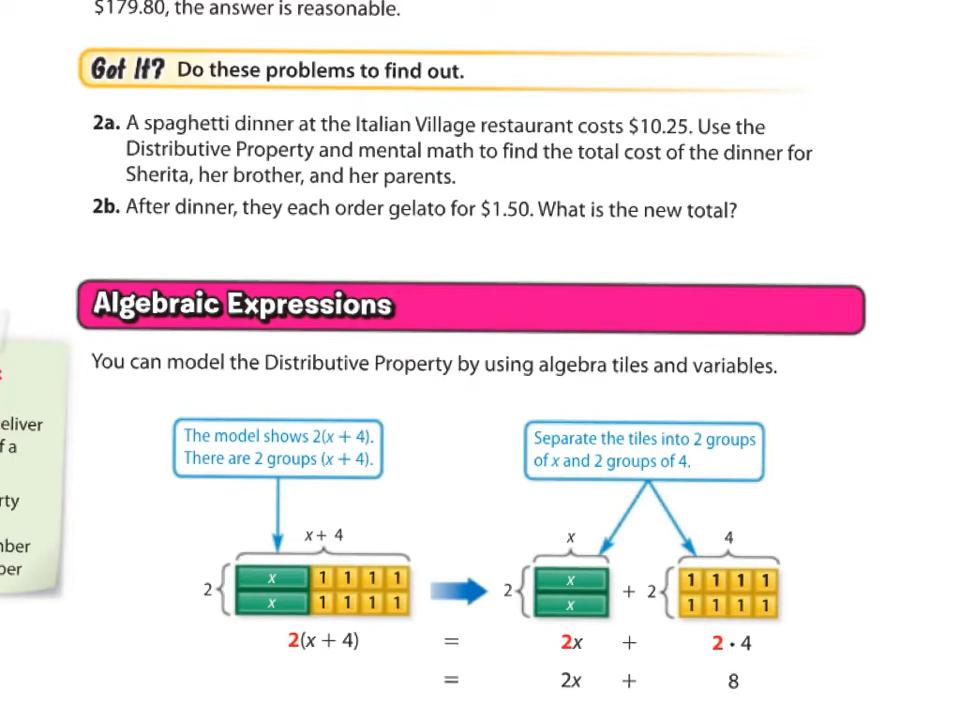 $179.80, the answer is reasonable.
Got It? Do these problems to find out.
2a. A spaghetti dinner at the Italian Village restaurant costs $10.25. Use the
Distributive Property and mental math to find the total cost of the dinner for
Sherita, her brother, and her parents.
2b. After dinner, they each order gelato for $1.50. What is the new total?
Algebraic Expressions
You can model the Distributive Property by using algebra tiles and variables.
eliver
f a
rty
mber
ber
The model shows 2(x + 4).
There are 2 groups (x + 4).
Separate the tiles into 2 groups
of x and 2 groups of 4.
x + 4
x
4
2 x 1 1 1 1
x 1 1 1 1
2 x
x
+ 2 1 1 1 1
1 1 1 1
2(x + 4) = 2x + 2 · 4
= 2x + 8